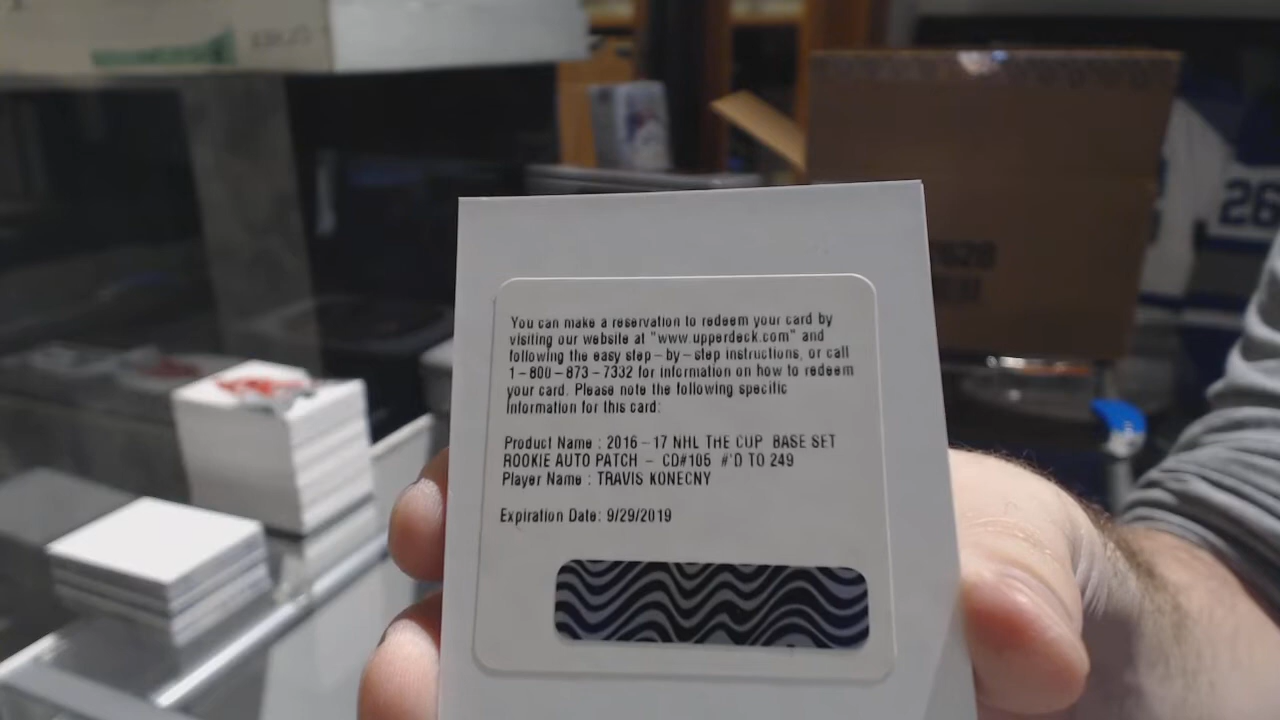 You can make a reservation to redeem your card by
visiting our website at "www.upperdeck.com" and
following the easy step-by-step instructions, or call
1-800-873-7332 for information on how to redeem
your card. Please note the following specific
information for this card:
Product Name : 2016-17 NHL THE CUP BASE SET
ROOKIE AUTO PATCH - CD#105 #'D TO 249
Player Name : TRAVIS KONECNY
Expiration Date: 9/29/2019
26